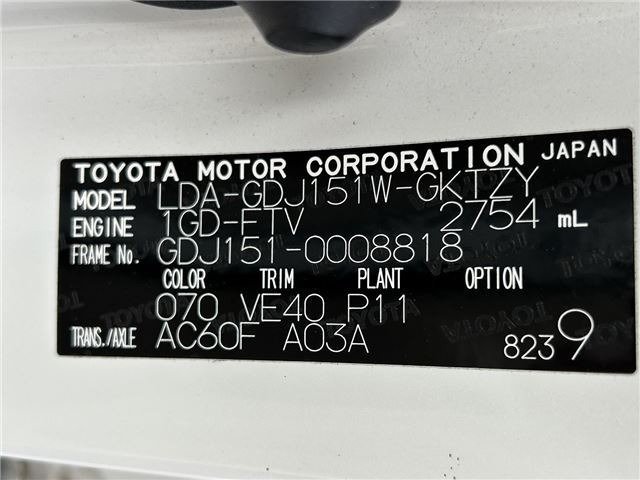 TOYOTA MOTOR CORPORATION JAPAN
MODEL LDA-GDJ151W-GKTZY
ENGINE 1GD-FTV 2754 mL
FRAME No. GDJ151-0008818
COLOR TRIM PLANT OPTION
070 VE40 P11
TRANS./AXLE AC60F A03A
8239